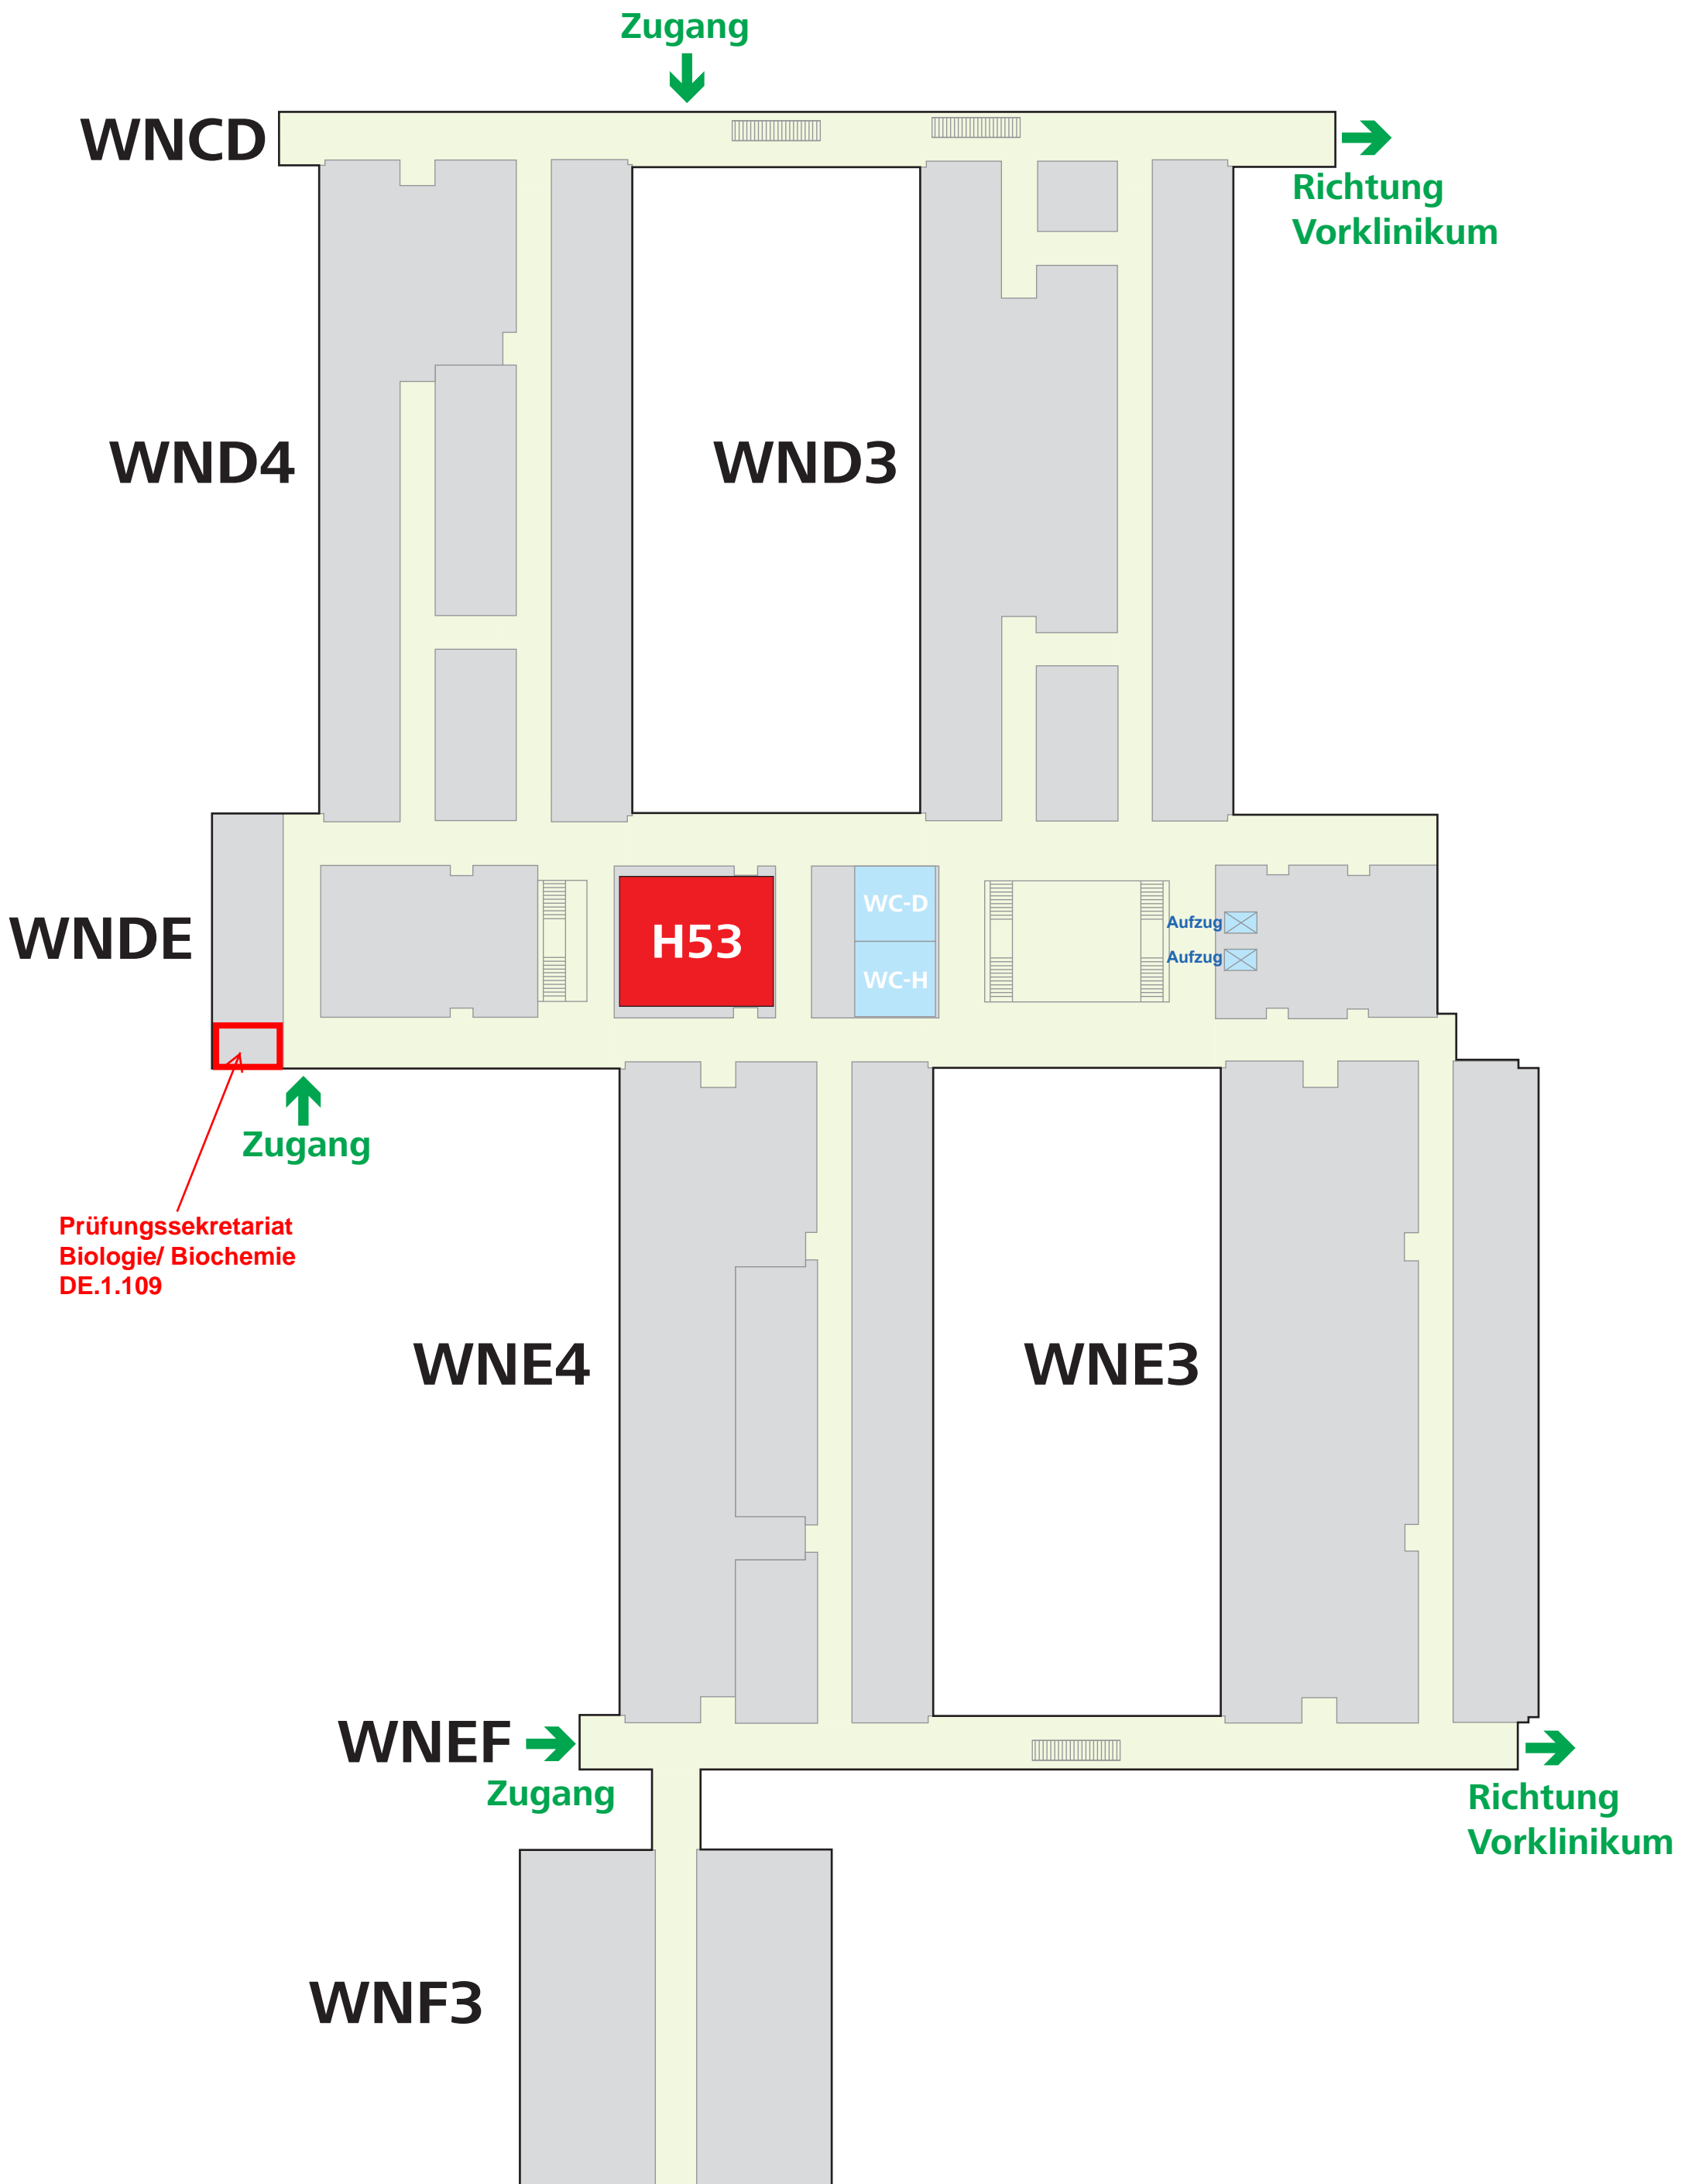 Zugang
WNCD
Richtung
Vorklinikum
WND4
WND3
WNDE
H53
WC-D
WC-H
Aufzug
Aufzug
Zugang
Prüfungssekretariat
Biologie/ Biochemie
DE.1.109
WNE4
WNE3
WNEF
Zugang
Richtung
Vorklinikum
WNF3